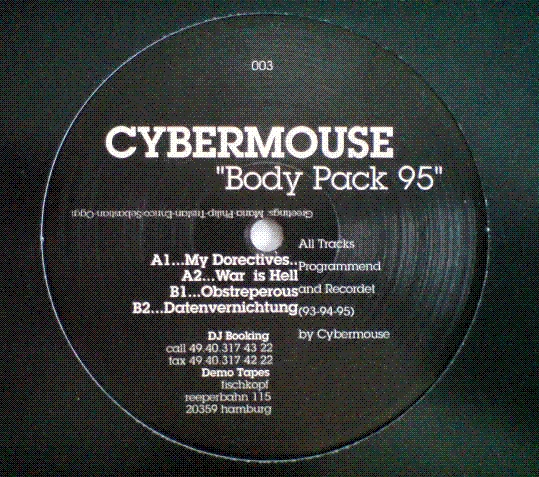 003
CYBERMOUSE
"Body Pack 95"
Greetings: Maria-Philip-Tristan-Enrico-Sebastian-Oggi
A1...My Dorectives..
A2...War is Hell
B1...Obstreperous
B2...Datenvernichtung
All Tracks
Programmend
and Recordet
(93-94-95)
by Cybermouse
DJ Booking
call 49.40.317 43 22
fax 49.40.317 42 22
Demo Tapes
fischkopf
reeperbahn 115
20359 hamburg